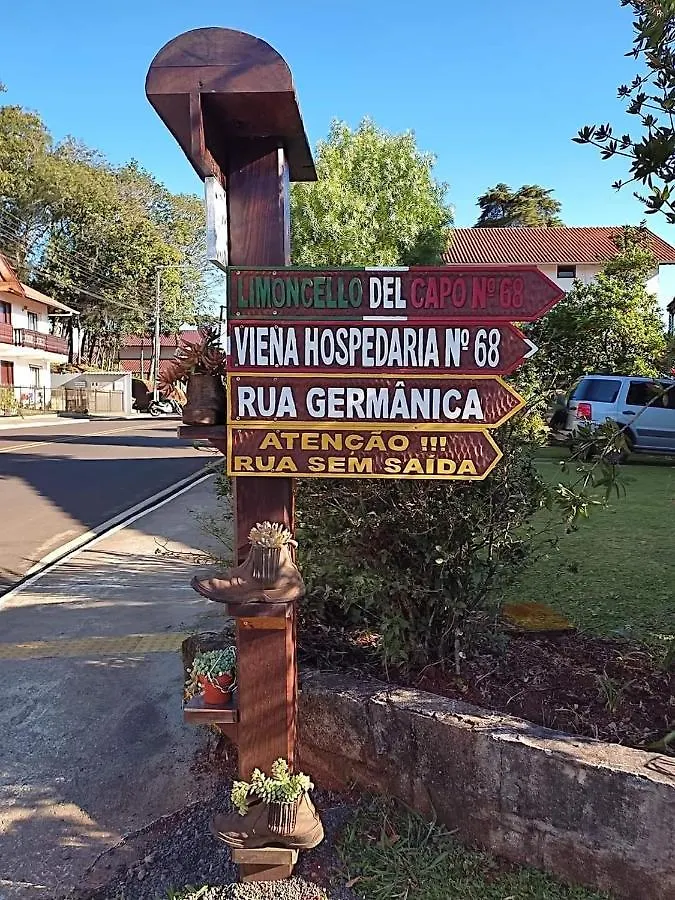 LIMONCELLO DEL CAPO Nº 68
VIENA HOSPEDARIA Nº 68
RUA GERMÂNICA
ATENÇÃO !!!
RUA SEM SAÍDA